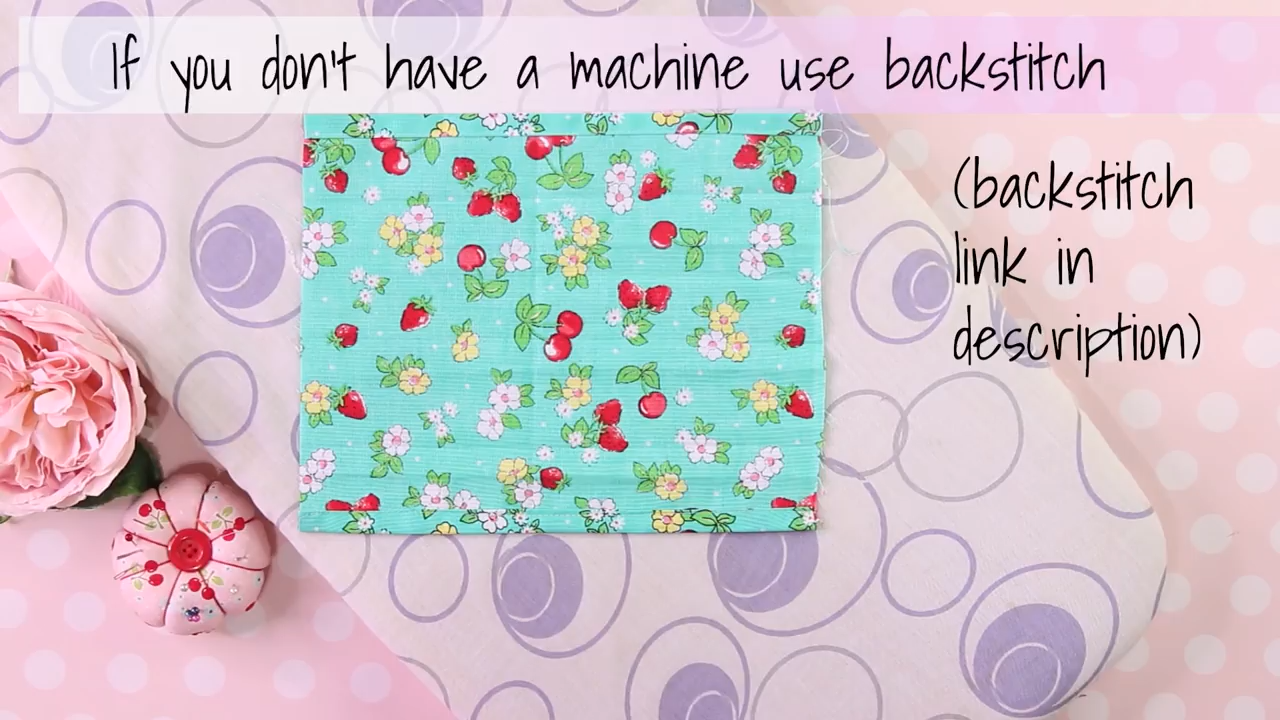 If you don't have a machine use backstitch
(backstitch
link in
description)